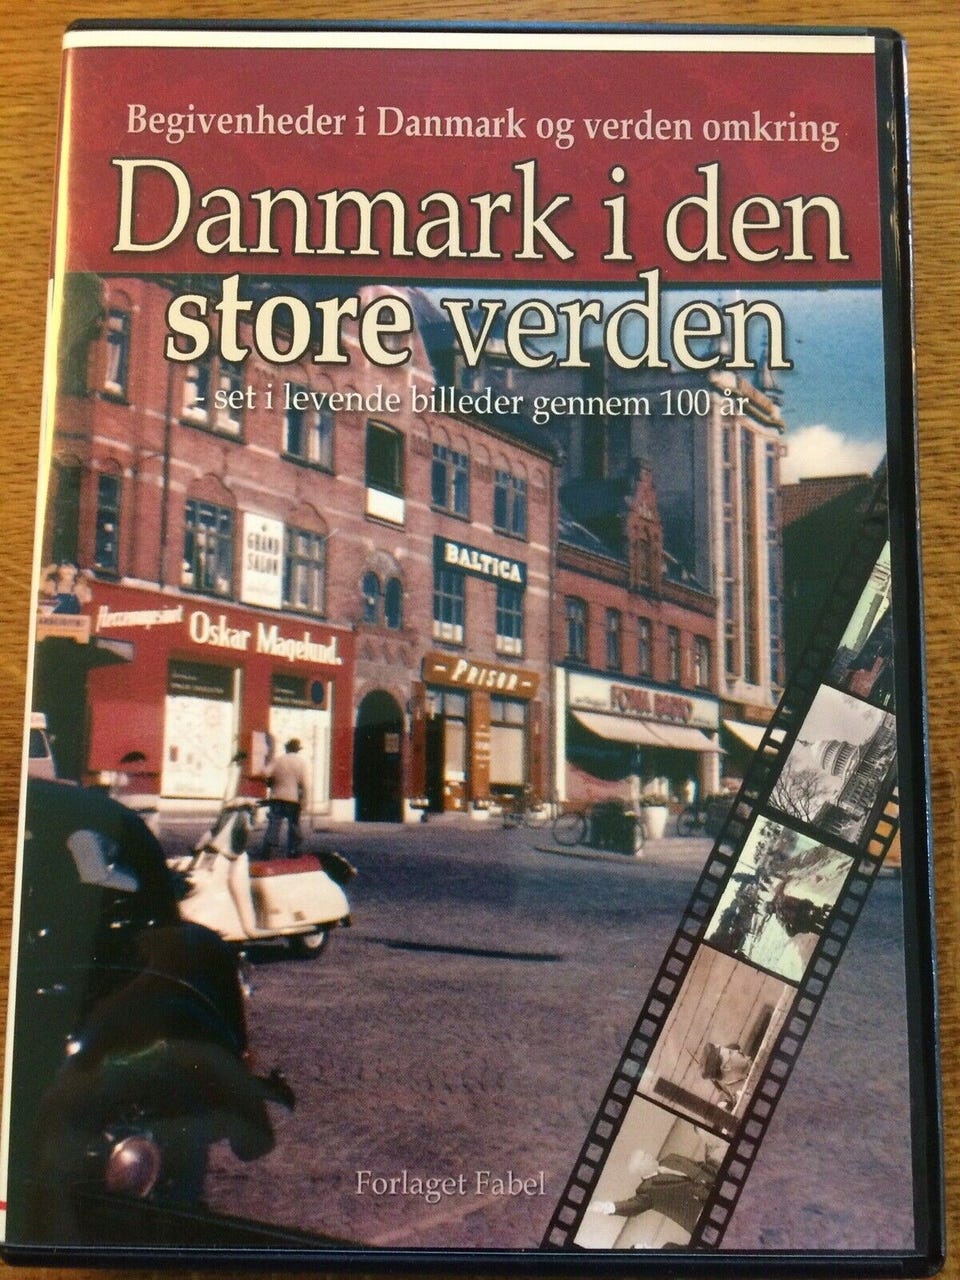 Begivenheder i Danmark og verden omkring
Danmark i den
store verden
- set i levende billeder gennem 100 år
GRAND
SALON
BALTICA
Oskar Magelund.
- PRISOR -
Forlaget Fabel